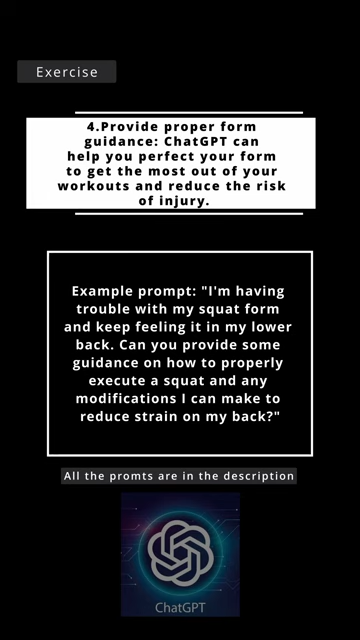 Exercise
4.Provide proper form
guidance: ChatGPT can
help you perfect your form
to get the most out of your
workouts and reduce the risk
of injury.
Example prompt: "I'm having
trouble with my squat form
and keep feeling it in my lower
back. Can you provide some
guidance on how to properly
execute a squat and any
modifications I can make to
reduce strain on my back?"
All the promts are in the description
ChatGPT